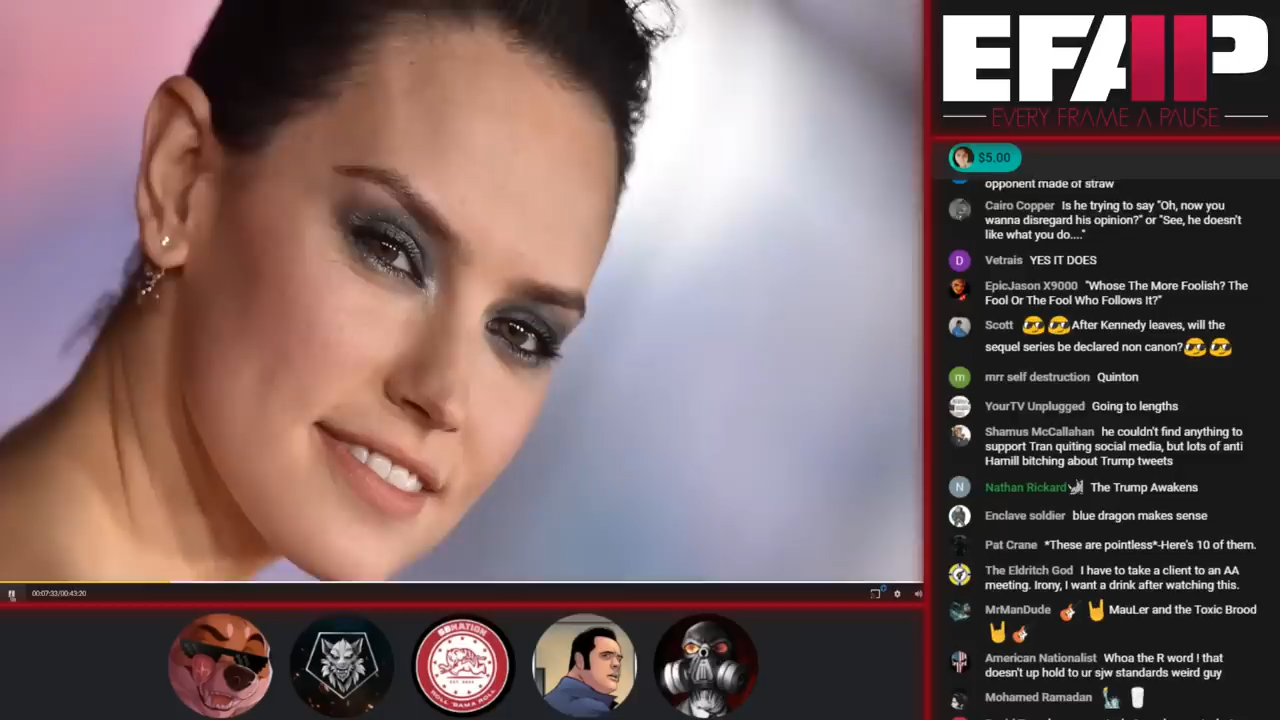 EFAP
EVERY FRAME A PAUSE
$5.00
opponent made of straw
Cairo Copper Is he trying to say "Oh, now you
wanna disregard his opinion?" or "See, he doesn't
like what you do...."
D
Vetrais YES IT DOES
EpicJason X9000 "Whose The More Foolish? The
Fool Or The Fool Who Follows It?"
Scott After Kennedy leaves, will the
sequel series be declared non canon?
m
mrr self destruction Quinton
YourTV Unplugged Going to lengths
Shamus McCallahan he couldn't find anything to
support Tran quiting social media, but lots of anti
Hamill bitching about Trump tweets
N
Nathan Rickard The Trump Awakens
Enclave soldier blue dragon makes sense
Pat Crane *These are pointless*-Here's 10 of them.
The Eldritch God I have to take a client to an AA
meeting. Irony, I want a drink after watching this.
MrManDude MauLer and the Toxic Brood
American Nationalist Whoa the R word ! that
doesn't up hold to ur sjw standards weird guy
Mohamed Ramadan
00:07:33/00:43:20
BBNATION
ROLL 'BAMA ROLL